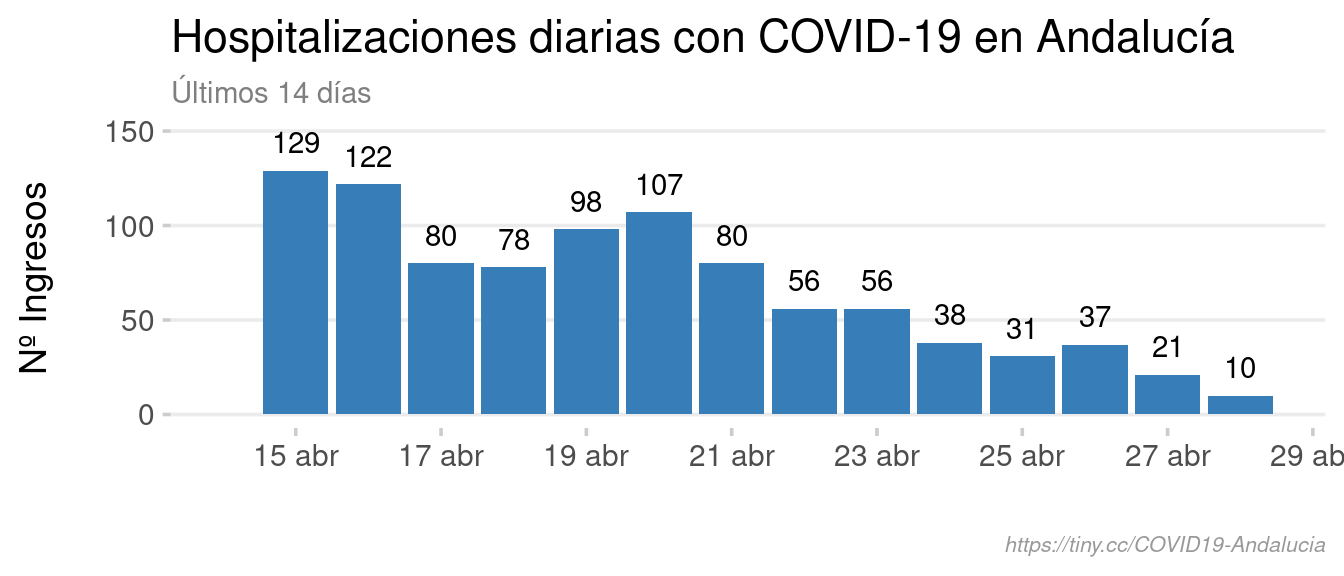 Hospitalizaciones diarias con COVID-19 en Andalucía
Últimos 14 días
Nº Ingresos
150
100
50
0
129
122
80
78
98
107
80
56
56
38
31
37
21
10
15 abr
17 abr
19 abr
21 abr
23 abr
25 abr
27 abr
29 ab
https://tiny.cc/COVID19-Andalucia